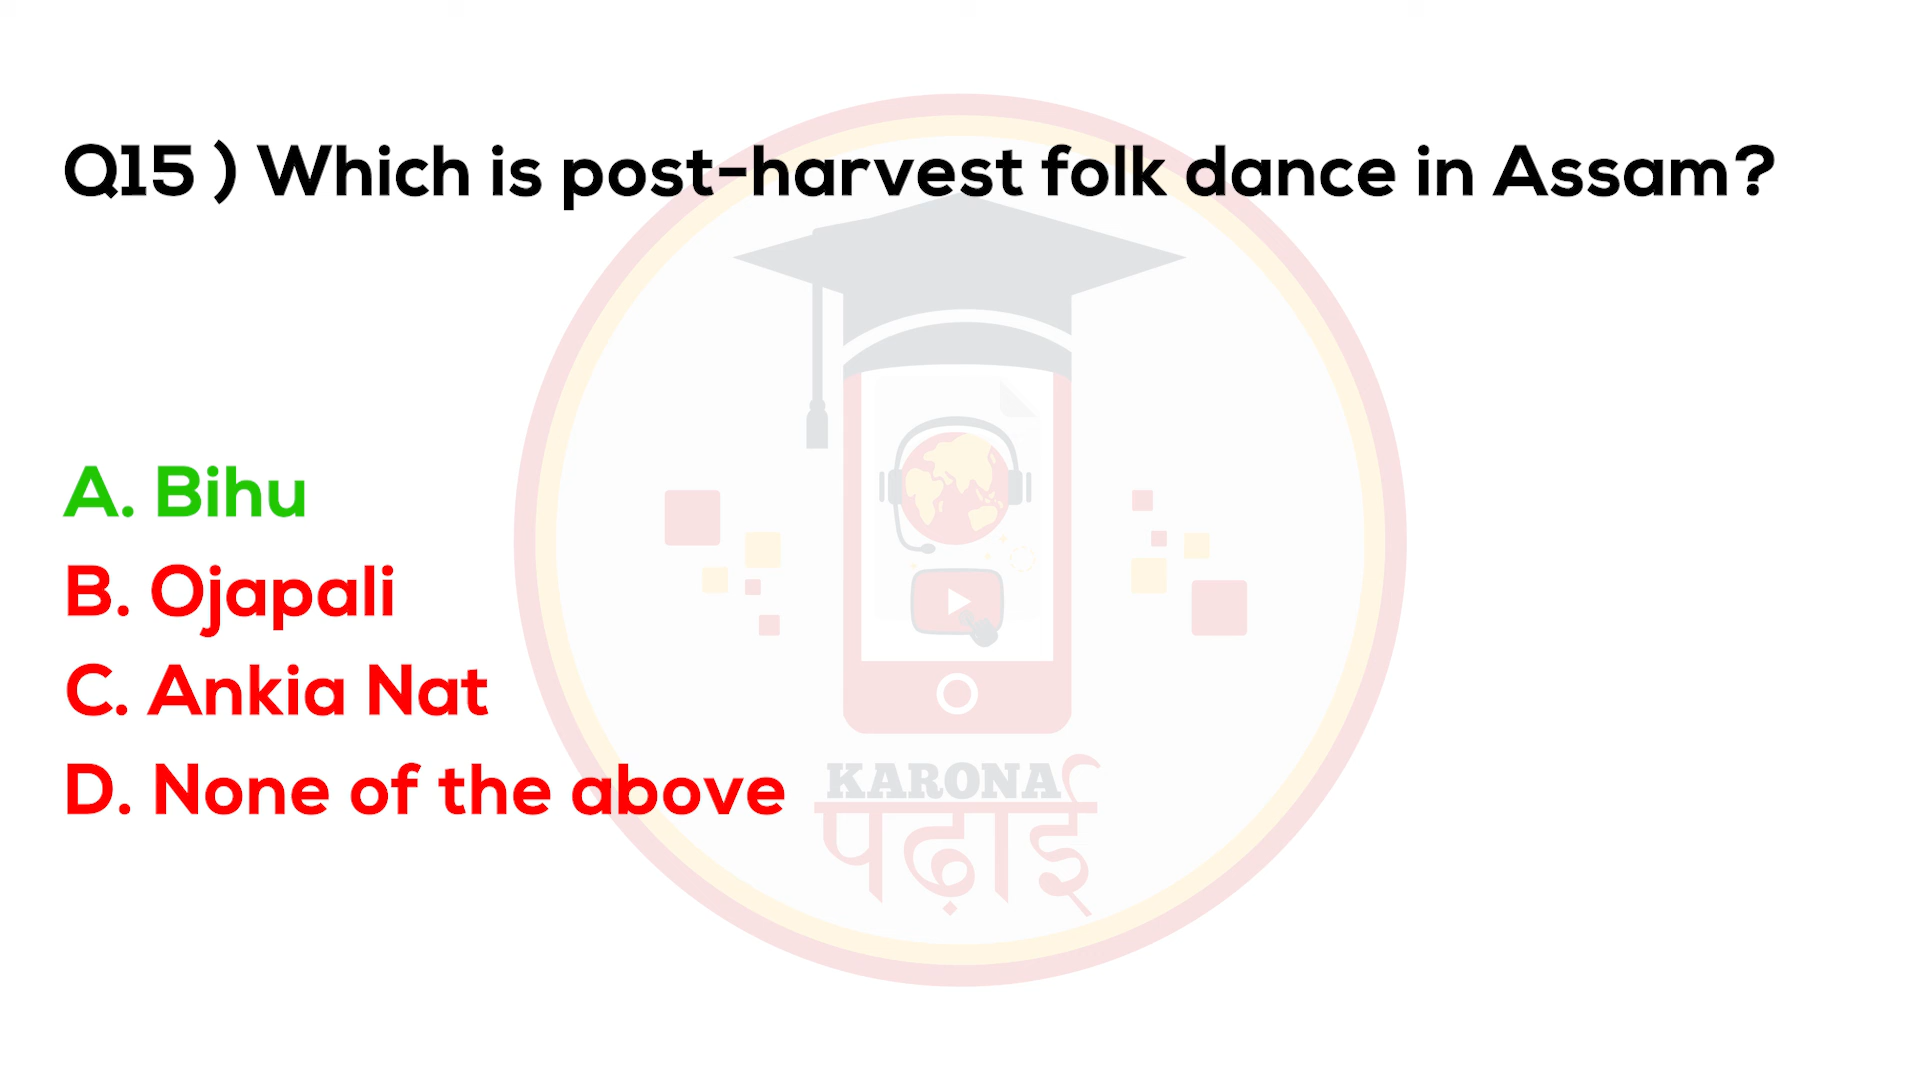 Q15 ) Which is post-harvest folk dance in Assam?
A. Bihu
B. Ojapali
C. Ankia Nat
D. None of the above
KARONA
पढ़ाई